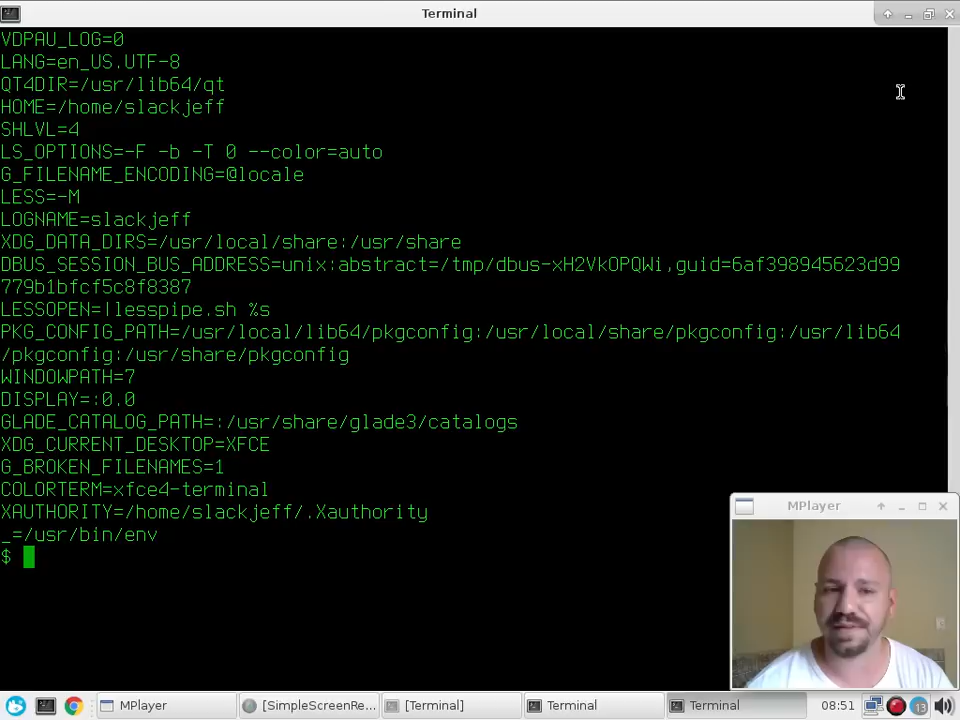 Terminal
VDPAU_LOG=0
LANG=en_US.UTF-8
QT4DIR=/usr/lib64/qt
HOME=/home/slackjeff
SHLVL=4
LS_OPTIONS=-F -b -T 0 --color=auto
G_FILENAME_ENCODING=@locale
LESS=-M
LOGNAME=slackjeff
XDG_DATA_DIRS=/usr/local/share:/usr/share
DBUS_SESSION_BUS_ADDRESS=unix:abstract=/tmp/dbus-xH2VkOPQWi,guid=6af398945623d99
779b1bfcf5c8f8387
LESSOPEN=|lesspipe.sh %s
PKG_CONFIG_PATH=/usr/local/lib64/pkgconfig:/usr/local/share/pkgconfig:/usr/lib64
/pkgconfig:/usr/share/pkgconfig
WINDOWPATH=7
DISPLAY=:0.0
GLADE_CATALOG_PATH=:/usr/share/glade3/catalogs
XDG_CURRENT_DESKTOP=XFCE
G_BROKEN_FILENAMES=1
COLORTERM=xfce4-terminal
XAUTHORITY=/home/slackjeff/.Xauthority
_=/usr/bin/env
$
MPlayer
MPlayer [SimpleScreenRe... [Terminal] Terminal Terminal 13 08:51